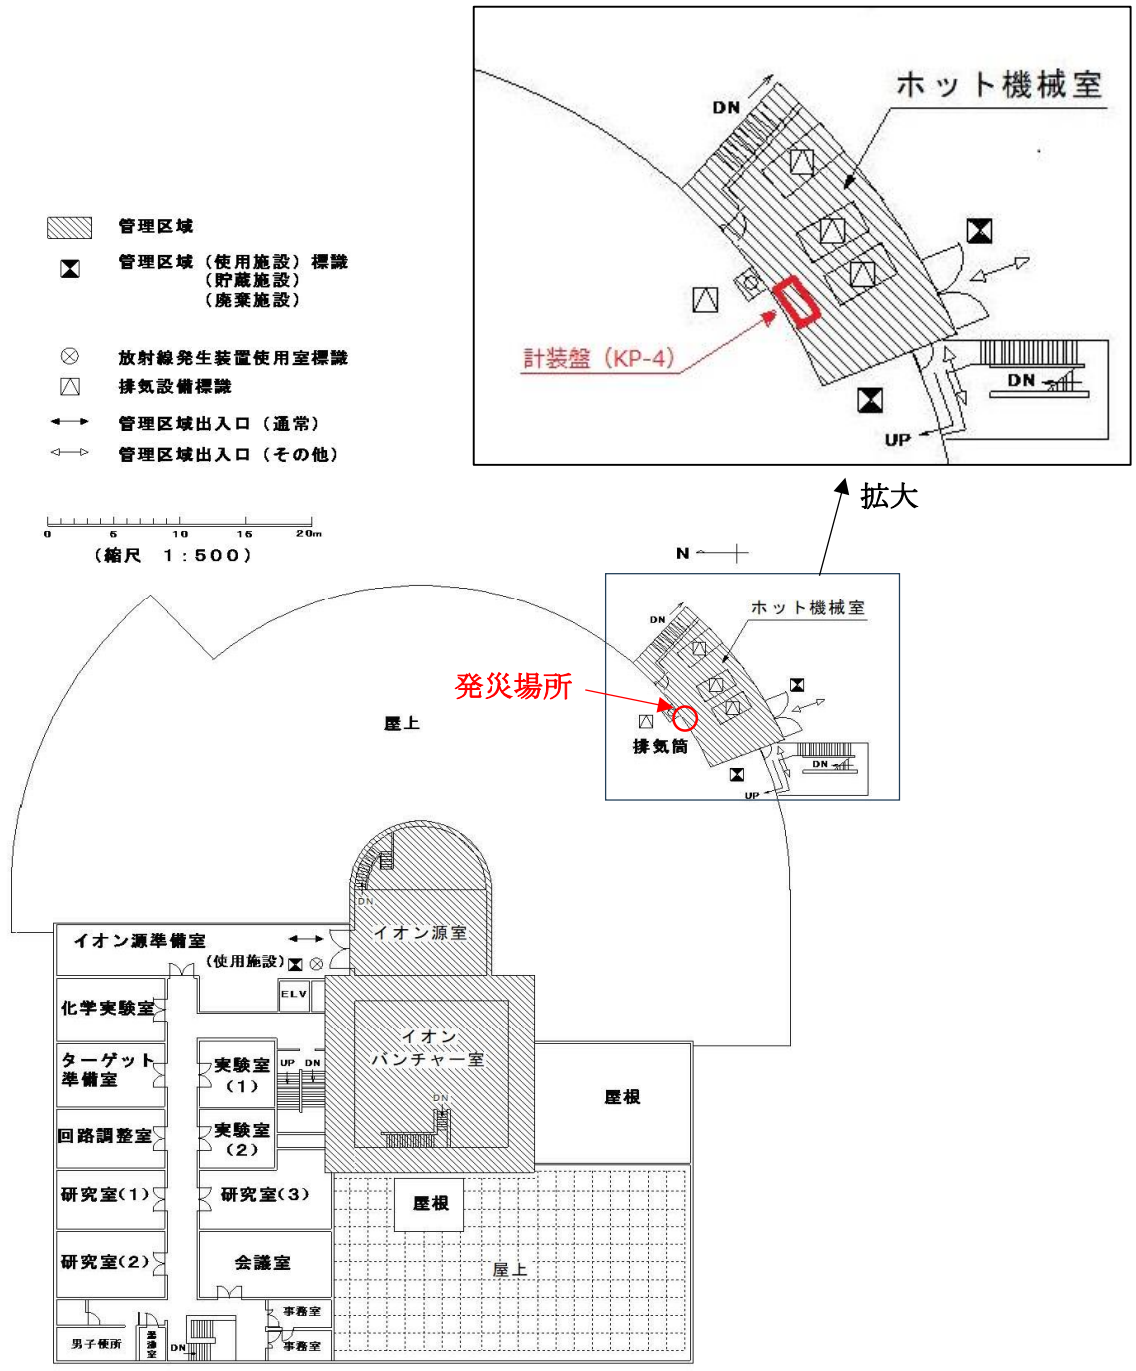 ホット機械室
DN
計装盤（KP-4）
DN
UP
管理区域
管理区域（使用施設）標識
（貯蔵施設）
（廃棄施設）
放射線発生装置使用室標識
排気設備標識
管理区域出入口（通常）
管理区域出入口（その他）
0 5 10 15 20m
（縮尺 1：500）
拡大
N
ホット機械室
DN
発災場所
排気筒
DN
UP
屋上
DN
イオン源室
イオン源準備室
(使用施設)
ELV
化学実験室
イオン
バンチャー室
DN
ターゲット
準備室
実験室
(1)
UP DN
屋根
回路調整室
実験室
(2)
研究室(1)
研究室(3)
屋根
研究室(2)
会議室
屋上
事務室
男子便所
湯沸室
DN
事務室